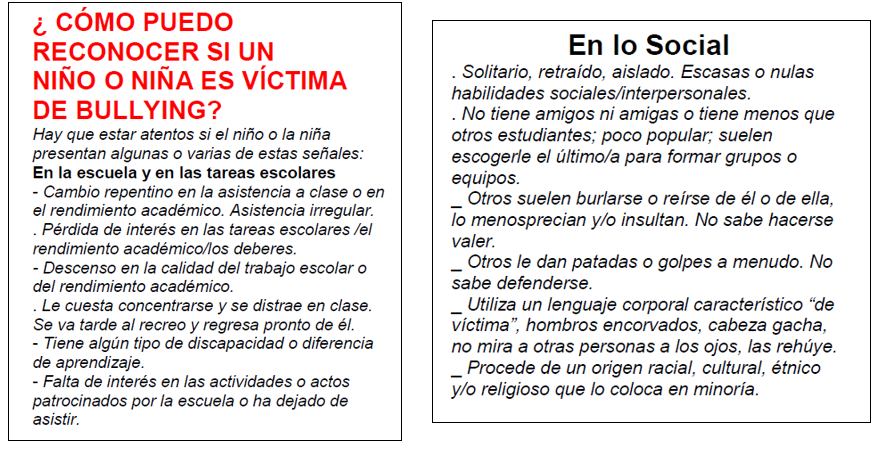 ¿ CÓMO PUEDO
RECONOCER SI UN
NIÑO O NIÑA ES VÍCTIMA
DE BULLYING?
Hay que estar atentos si el niño o la niña
presentan algunas o varias de estas señales:
En la escuela y en las tareas escolares
- Cambio repentino en la asistencia a clase o en
el rendimiento académico. Asistencia irregular.
. Pérdida de interés en las tareas escolares /el
rendimiento académico/los deberes.
- Descenso en la calidad del trabajo escolar o
del rendimiento académico.
. Le cuesta concentrarse y se distrae en clase.
Se va tarde al recreo y regresa pronto de él.
- Tiene algún tipo de discapacidad o diferencia
de aprendizaje.
- Falta de interés en las actividades o actos
patrocinados por la escuela o ha dejado de
asistir.
En lo Social
. Solitario, retraído, aislado. Escasas o nulas
habilidades sociales/interpersonales.
. No tiene amigos ni amigas o tiene menos que
otros estudiantes; poco popular; suelen
escogerle el último/a para formar grupos o
equipos.
_ Otros suelen burlarse o reírse de él o de ella,
lo menosprecian y/o insultan. No sabe hacerse
valer.
_ Otros le dan patadas o golpes a menudo. No
sabe defenderse.
_ Utiliza un lenguaje corporal característico “de
víctima”, hombros encorvados, cabeza gacha,
no mira a otras personas a los ojos, las rehúye.
_ Procede de un origen racial, cultural, étnico
y/o religioso que lo coloca en minoría.